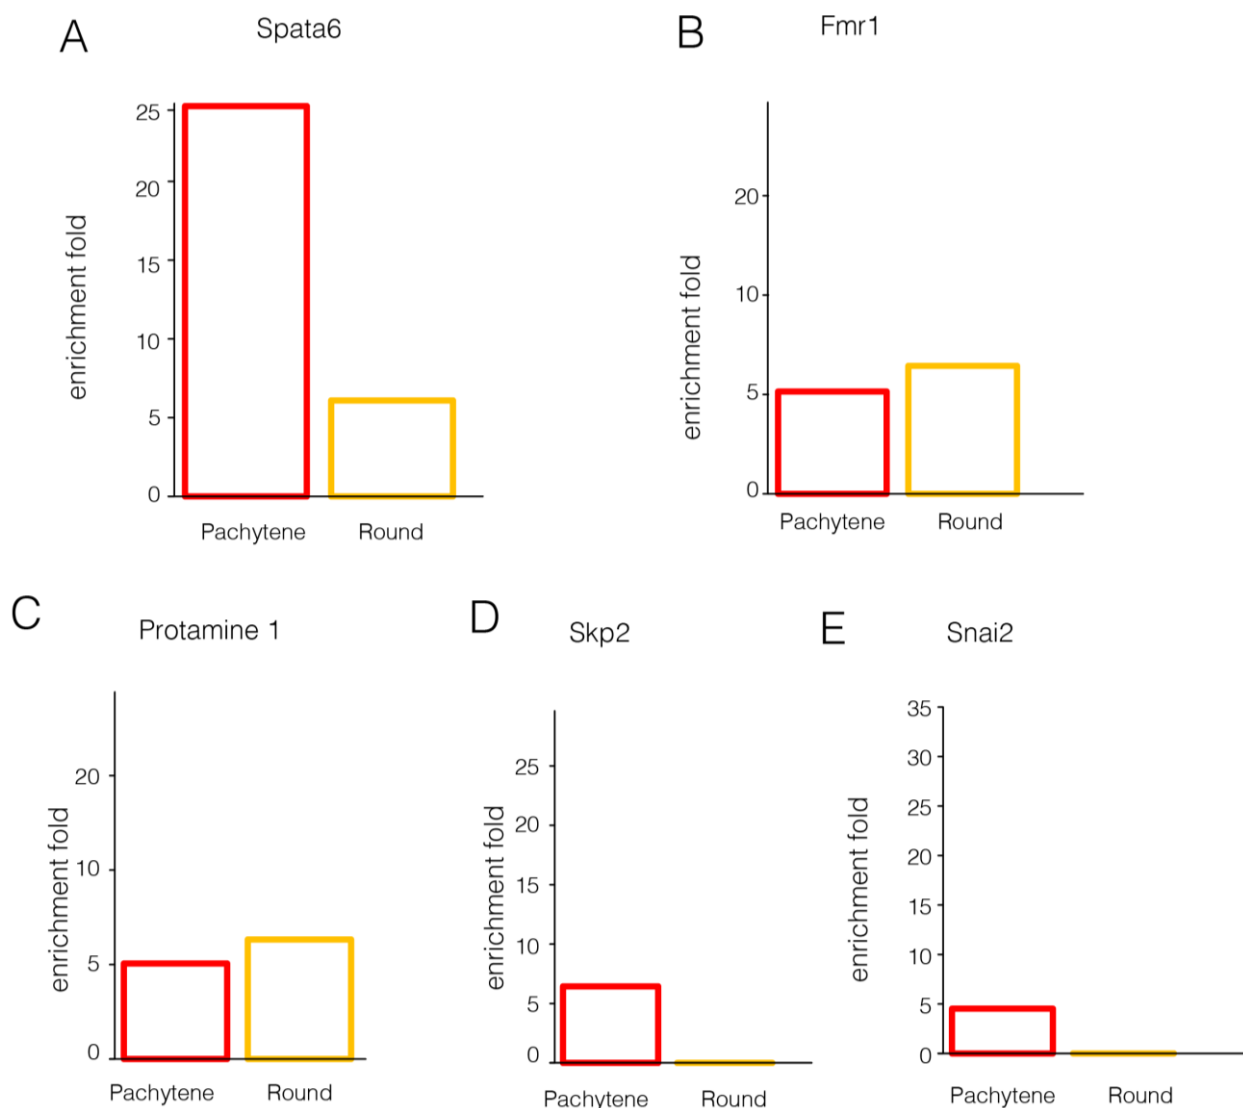 A
Spata6
25
20
15
10
5
0
enrichment fold
Pachytene
Round
B
Fmr1
20
10
5
0
enrichment fold
Pachytene
Round
C
Protamine 1
20
10
5
0
enrichment fold
Pachytene
Round
D
Skp2
25
20
15
10
5
0
enrichment fold
Pachytene
Round
E
Snai2
35
30
25
20
15
10
5
0
enrichment fold
Pachytene
Round